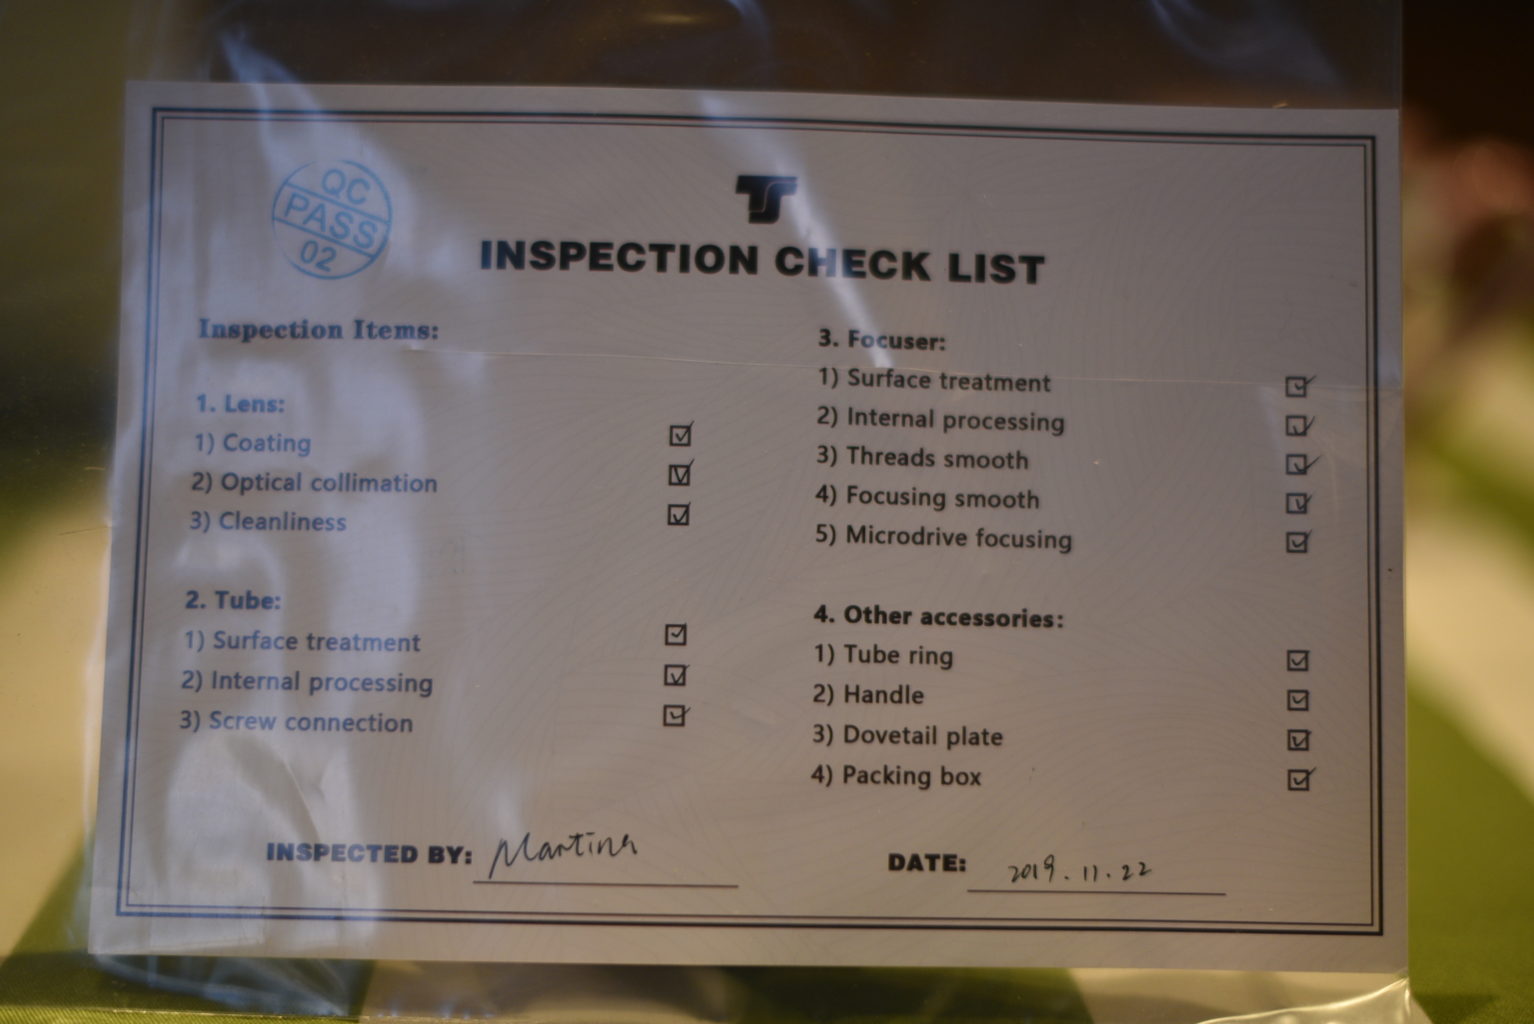 QC
PASS
02
TS
INSPECTION CHECK LIST
Inspection Items:
1. Lens:
1) Coating
2) Optical collimation
3) Cleanliness
2. Tube:
1) Surface treatment
2) Internal processing
3) Screw connection
3. Focuser:
1) Surface treatment
2) Internal processing
3) Threads smooth
4) Focusing smooth
5) Microdrive focusing
4. Other accessories:
1) Tube ring
2) Handle
3) Dovetail plate
4) Packing box
INSPECTED BY: Martina
DATE: 2019.11.22